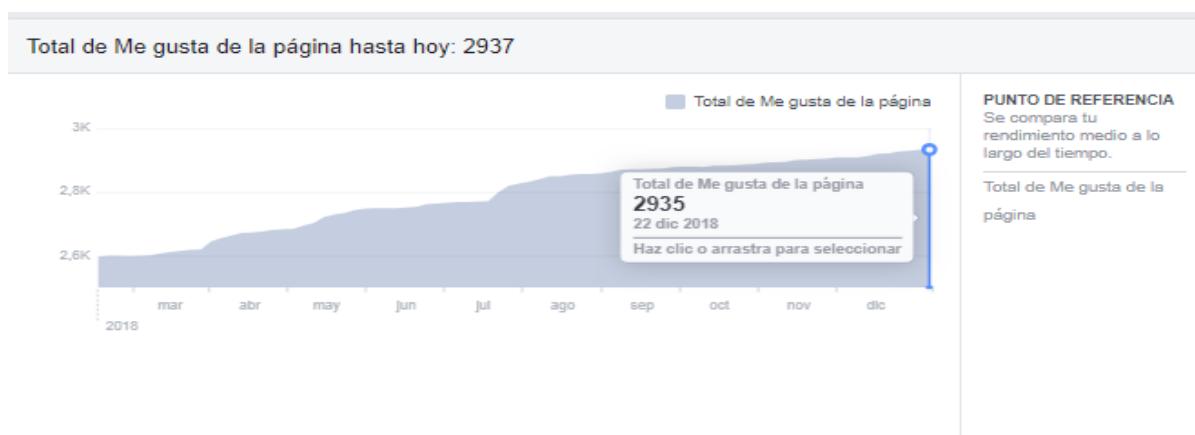 Total de Me gusta de la página hasta hoy: 2937
Total de Me gusta de la página
3K
2,8K
2,6K
Total de Me gusta de la página
2935
22 dic 2018
Haz clic o arrastra para seleccionar
mar abr may jun jul ago sep oct nov dic
2018
PUNTO DE REFERENCIA
Se compara tu
rendimiento medio a lo
largo del tiempo.
Total de Me gusta de la
página